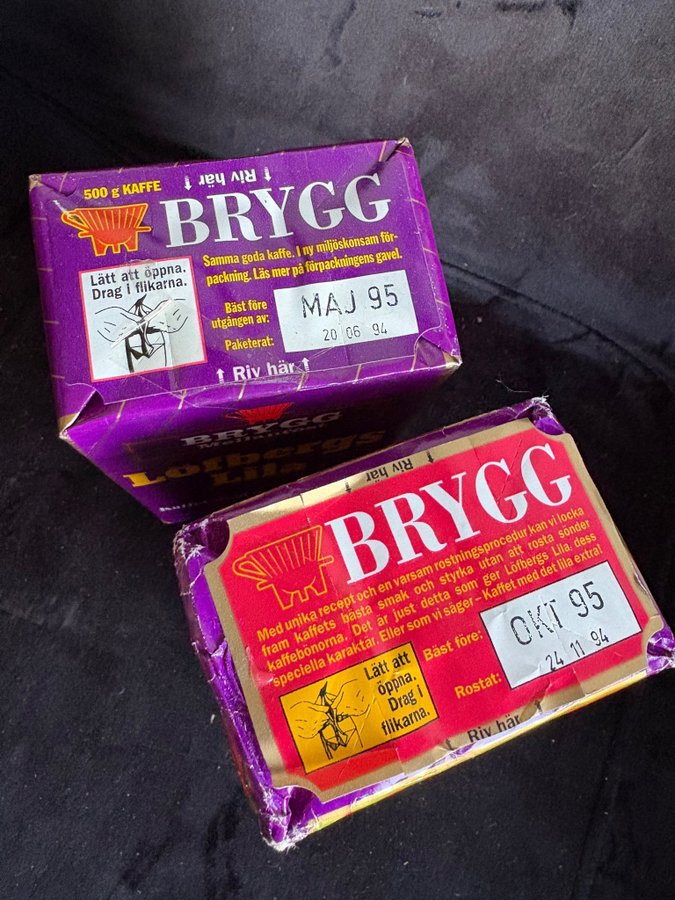 ↑ Riv här ↑
500 g KAFFE
BRYGG
Samma goda kaffe. I ny miljöskonsam för-
packning. Läs mer på förpackningens gavel.
Lätt att öppna.
Drag i flikarna.
Bäst före
utgången av:
MAJ 95
Paketerat:
20 06 94
↑ Riv här ↑
BRYGG
Mellanrost
Löfbergs
Lila
↑ Riv här ↑
BRYGG
Med unika recept och en varsam rostningsprocedur kan vi locka
fram kaffets bästa smak och styrka utan att rosta sönder
kaffebönorna. Det är just detta som ger Löfbergs Lila dess
speciella karaktär. Eller som vi säger - Kaffet med det lilla extra!
Lätt att
öppna.
Drag i
flikarna.
Bäst före:
OKT 95
Rostat:
24 11 94
↑ Riv här ↑